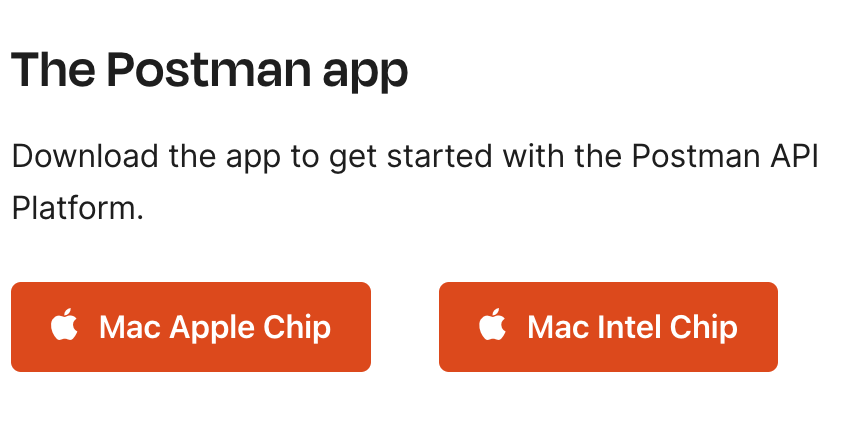 The Postman app
Download the app to get started with the Postman API
Platform.
Mac Apple Chip
Mac Intel Chip